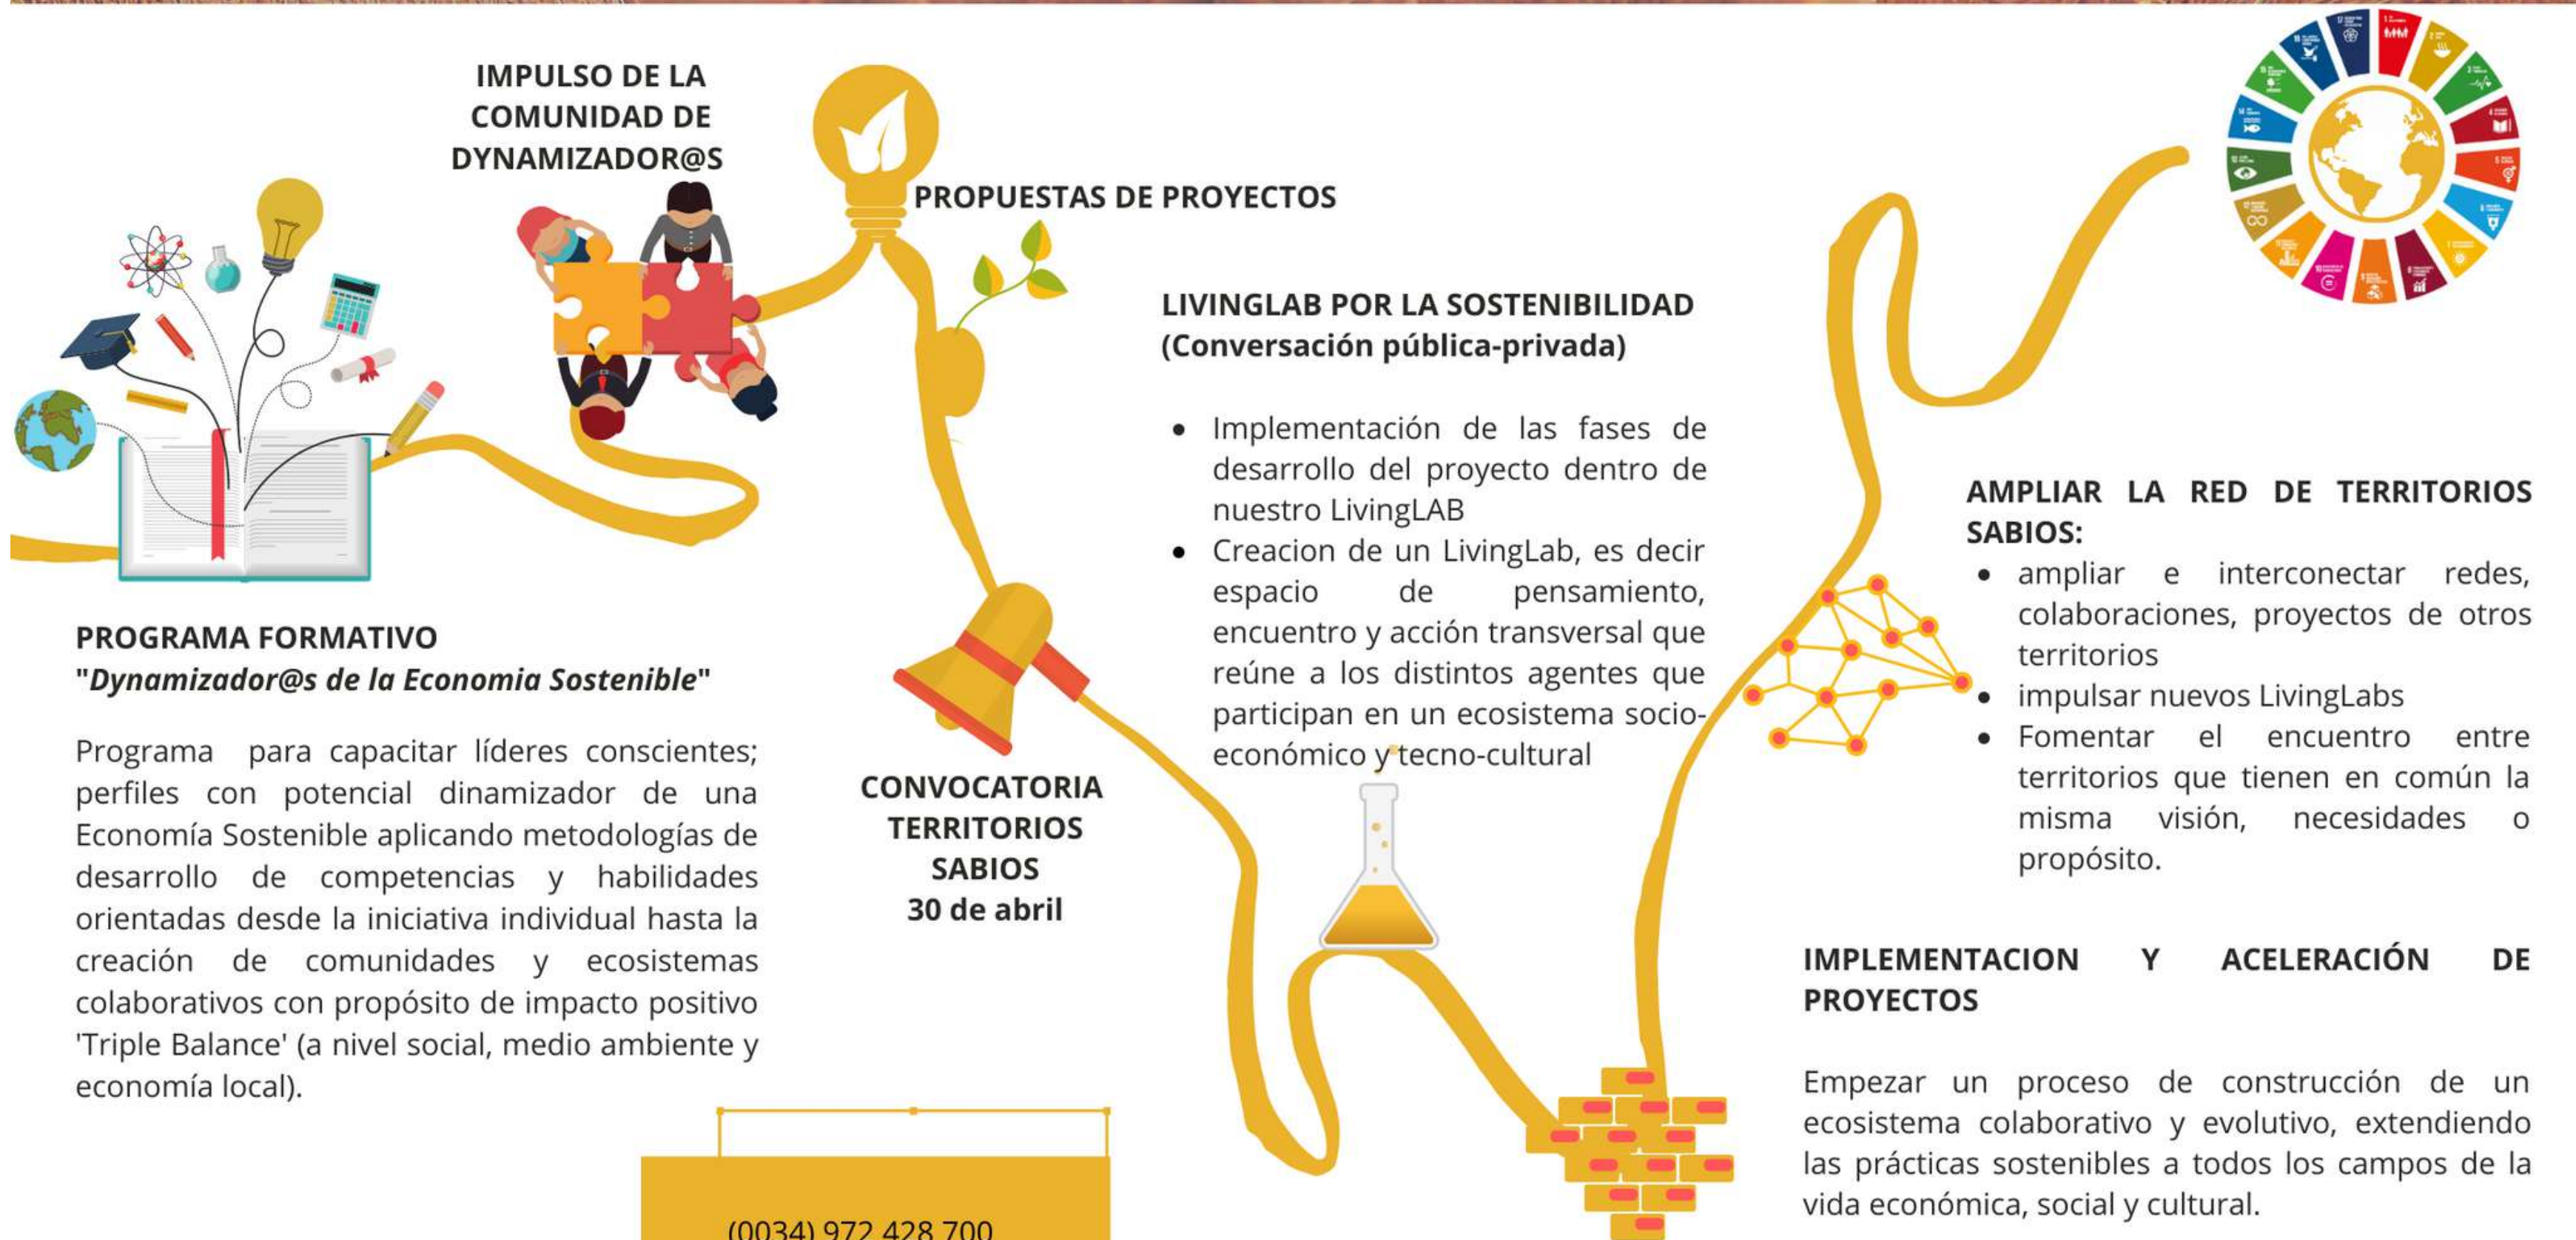 IMPULSO DE LA
COMUNIDAD DE
DYNAMIZADOR@S
PROPUESTAS DE PROYECTOS
PROGRAMA FORMATIVO
"Dynamizador@s de la Economia Sostenible"
Programa para capacitar líderes conscientes;
perfiles con potencial dinamizador de una
Economía Sostenible aplicando metodologías de
desarrollo de competencias y habilidades
orientadas desde la iniciativa individual hasta la
creación de comunidades y ecosistemas
colaborativos con propósito de impacto positivo
'Triple Balance' (a nivel social, medio ambiente y
economía local).
CONVOCATORIA
TERRITORIOS
SABIOS
30 de abril
LIVINGLAB POR LA SOSTENIBILIDAD
(Conversación pública-privada)
• Implementación de las fases de
desarrollo del proyecto dentro de
nuestro LivingLAB
• Creacion de un LivingLab, es decir
espacio de pensamiento,
encuentro y acción transversal que
reúne a los distintos agentes que
participan en un ecosistema socio-
económico y tecno-cultural
AMPLIAR LA RED DE TERRITORIOS
SABIOS:
• ampliar e interconectar redes,
colaboraciones, proyectos de otros
territorios
• impulsar nuevos LivingLabs
• Fomentar el encuentro entre
territorios que tienen en común la
misma visión, necesidades o
propósito.
IMPLEMENTACION Y ACELERACIÓN DE
PROYECTOS
Empezar un proceso de construcción de un
ecosistema colaborativo y evolutivo, extendiendo
las prácticas sostenibles a todos los campos de la
vida económica, social y cultural.
(0034) 972 428 700